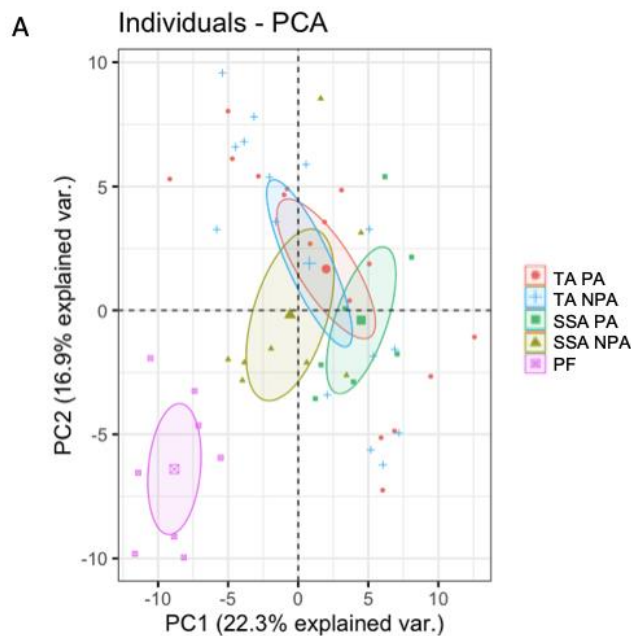 A
Individuals - PCA
10
5
0
-5
-10
PC2 (16.9% explained var.)
-10
-5
0
5
10
PC1 (22.3% explained var.)
TA PA
TA NPA
SSA PA
SSA NPA
PF